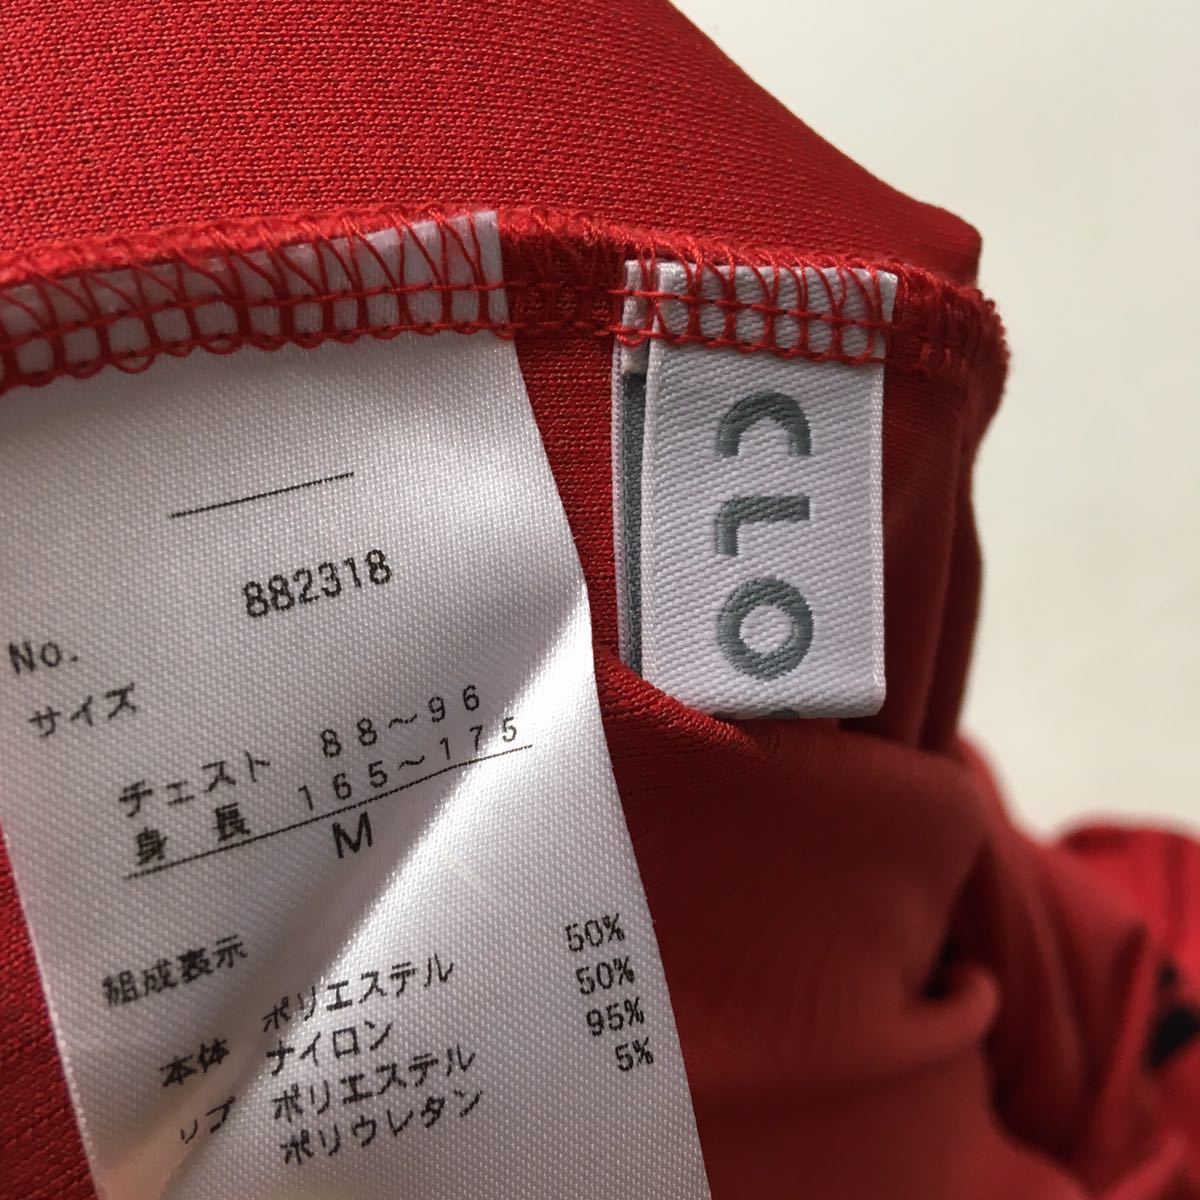 882318
No.
サイズ
チェスト 88~96
身 長 165~175
M
組成表示
本体 ポリエステル 50%
ナイロン 50%
リブ ポリエステル 95%
ポリウレタン 5%
CLO